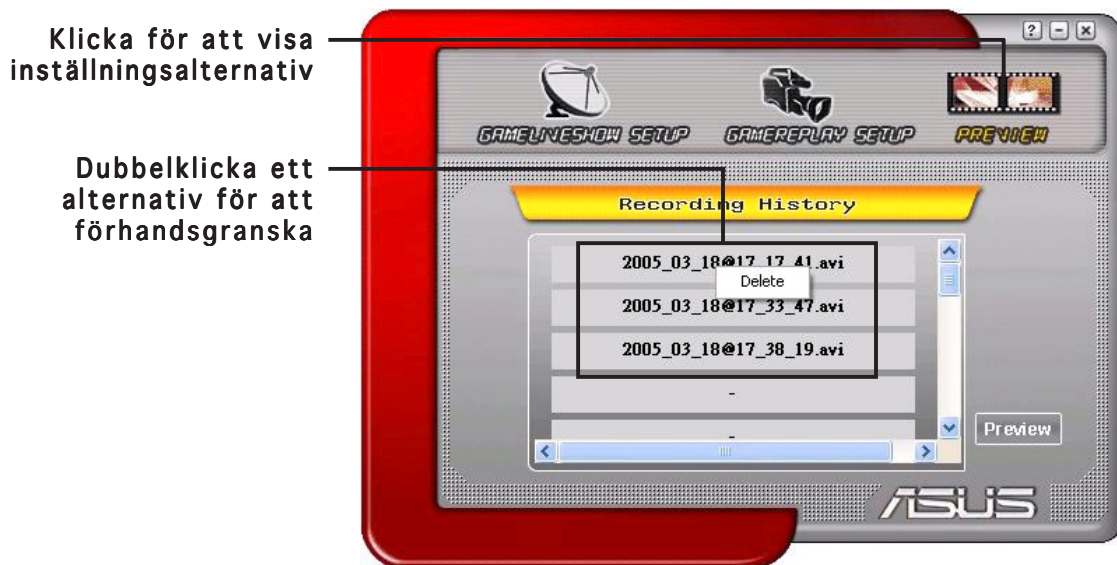 Klicka för att visa
inställningsalternativ
? - x
GAMELIVESHOW SETUP GAMEREPLAY SETUP PREVIEW
Dubbelklicka ett
alternativ för att
förhandsgranska
Recording History
2005_03_18@17_17_41.avi
Delete
2005_03_18@17_33_47.avi
2005_03_18@17_38_19.avi
-
-
Preview
ASUS